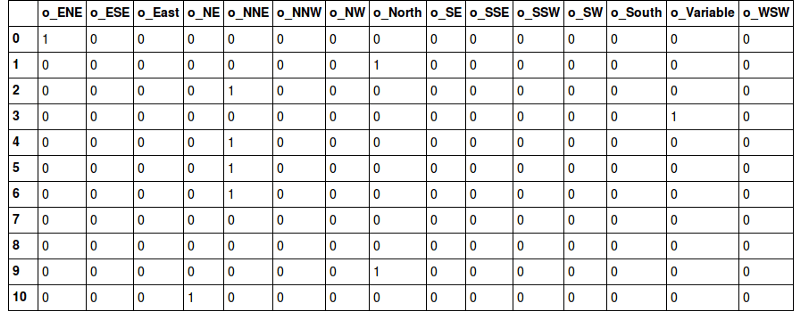 o_ENE o_ESE o_East o_NE o_NNE o_NNW o_NW o_North o_SE o_SSE o_SSW o_SW o_South o_Variable o_WSW
0 1 0 0 0 0 0 0 0 0 0 0 0 0 0 0
1 0 0 0 0 0 0 0 1 0 0 0 0 0 0 0
2 0 0 0 0 1 0 0 0 0 0 0 0 0 0 0
3 0 0 0 0 0 0 0 0 0 0 0 0 0 1 0
4 0 0 0 0 1 0 0 0 0 0 0 0 0 0 0
5 0 0 0 0 1 0 0 0 0 0 0 0 0 0 0
6 0 0 0 0 1 0 0 0 0 0 0 0 0 0 0
7 0 0 0 0 0 0 0 0 0 0 0 0 0 0 0
8 0 0 0 0 0 0 0 0 0 0 0 0 0 0 0
9 0 0 0 0 0 0 0 1 0 0 0 0 0 0 0
10 0 0 0 1 0 0 0 0 0 0 0 0 0 0 0